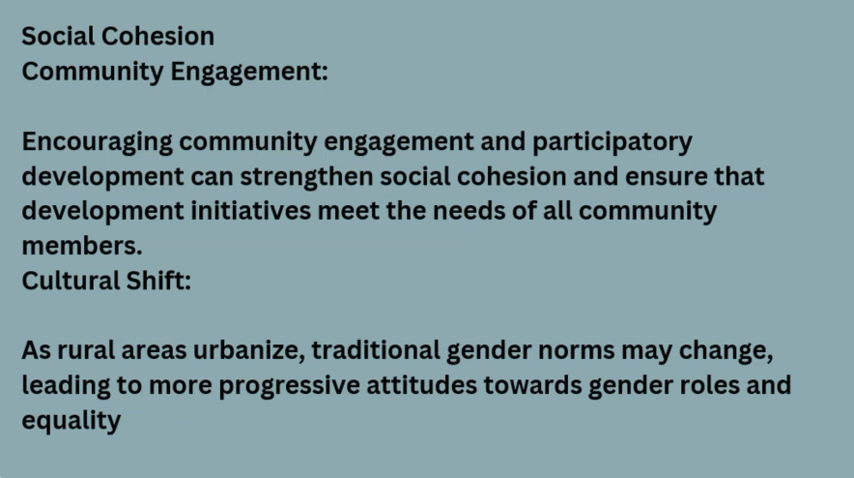 Social Cohesion
Community Engagement:
Encouraging community engagement and participatory
development can strengthen social cohesion and ensure that
development initiatives meet the needs of all community
members.
Cultural Shift:
As rural areas urbanize, traditional gender norms may change,
leading to more progressive attitudes towards gender roles and
equality